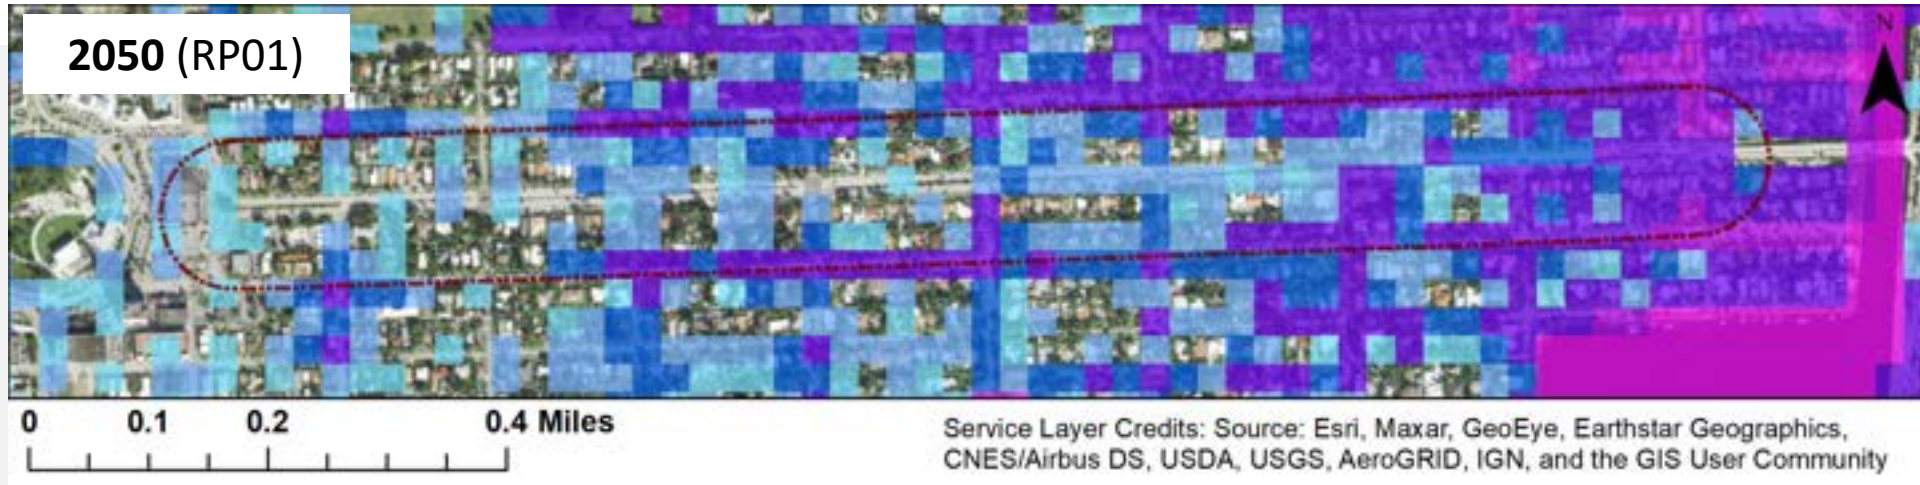 2050 (RP01)
N
0 0.1 0.2 0.4 Miles
Service Layer Credits: Source: Esri, Maxar, GeoEye, Earthstar Geographics,
CNES/Airbus DS, USDA, USGS, AeroGRID, IGN, and the GIS User Community